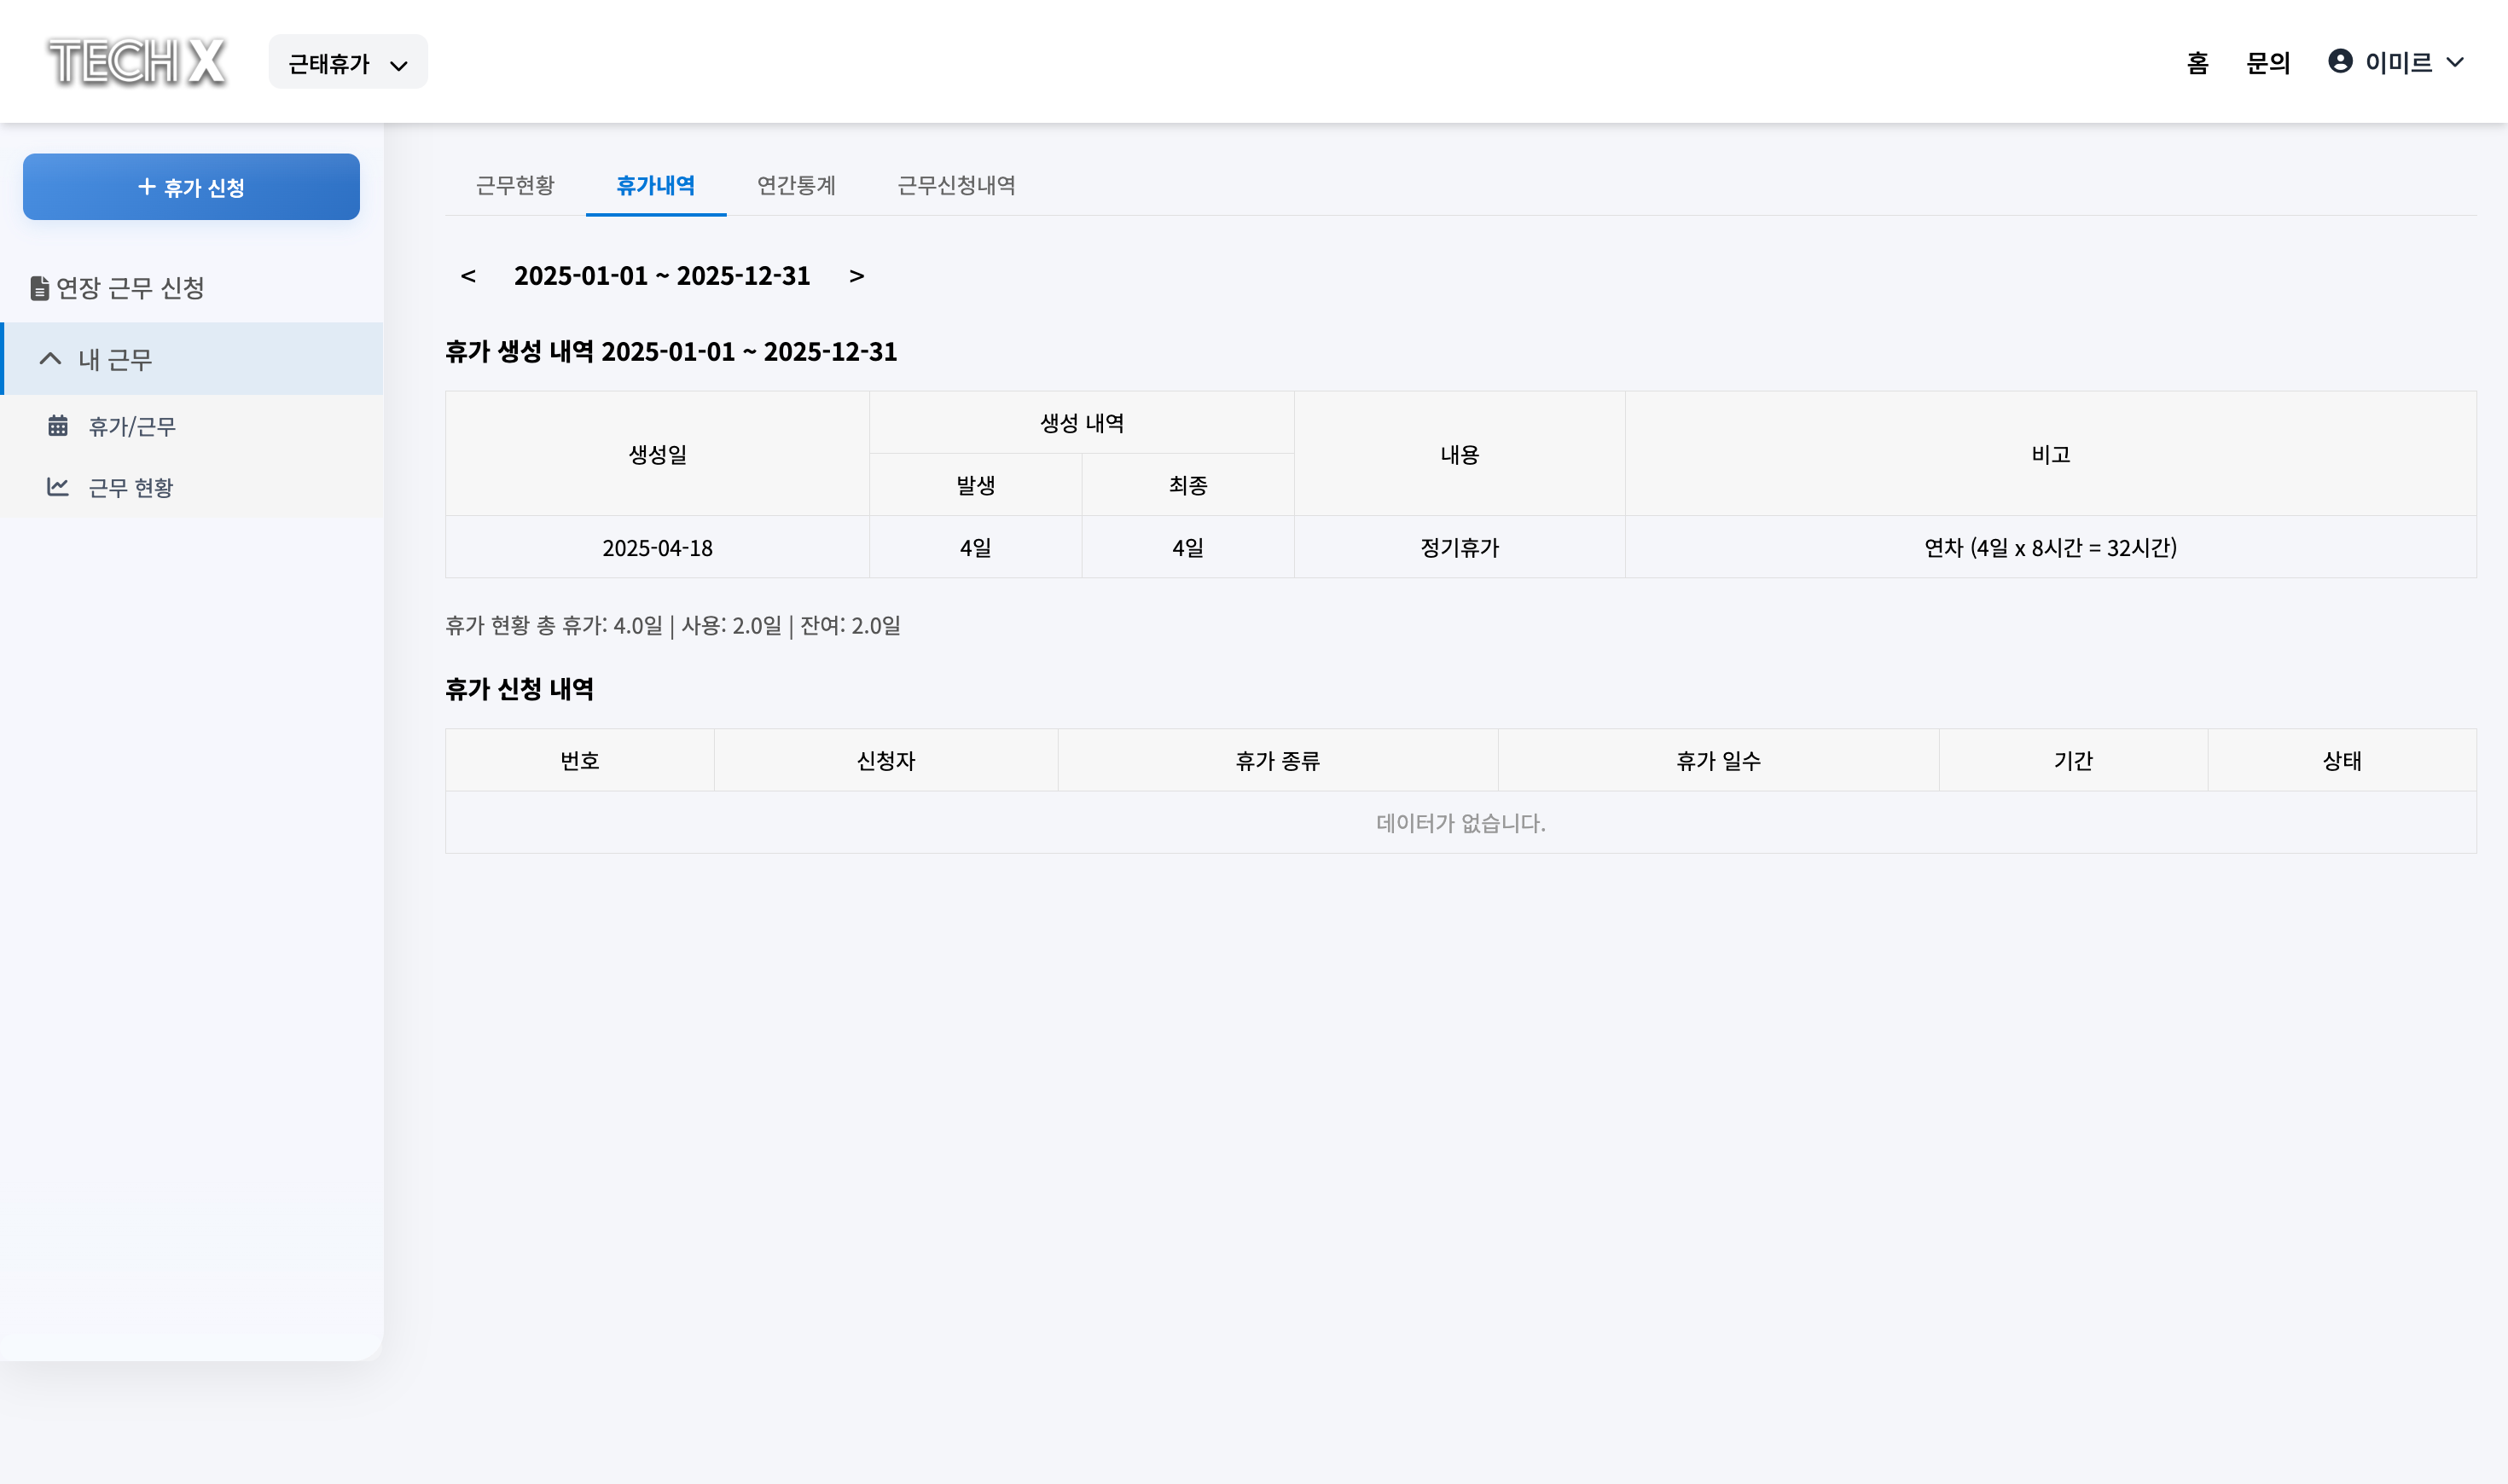 TECH X
근태휴가
홈 문의 이미르
+ 휴가 신청
연장 근무 신청
내 근무
휴가/근무
근무 현황
근무현황 휴가내역 연간통계 근무신청내역
< 2025-01-01 ~ 2025-12-31 >
휴가 생성 내역 2025-01-01 ~ 2025-12-31
생성일 생성 내역 내용 비고
발생 최종
2025-04-18 4일 4일 정기휴가 연차 (4일 x 8시간 = 32시간)
휴가 현황 총 휴가: 4.0일 | 사용: 2.0일 | 잔여: 2.0일
휴가 신청 내역
번호 신청자 휴가 종류 휴가 일수 기간 상태
데이터가 없습니다.